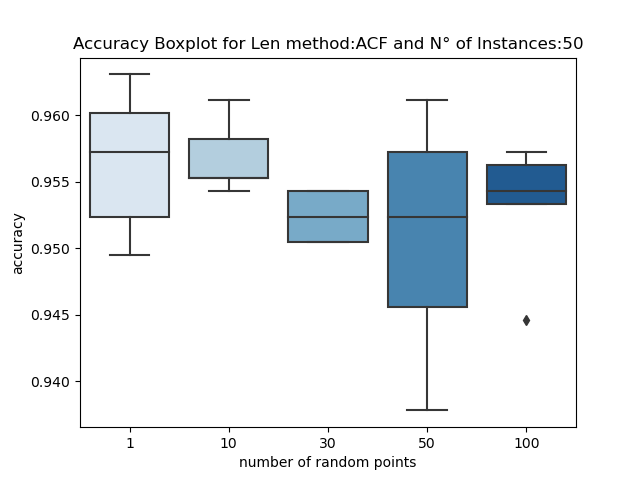 Accuracy Boxplot for Len method:ACF and N° of Instances:50
0.960
0.955
0.950
0.945
0.940
accuracy
1 10 30 50 100
number of random points